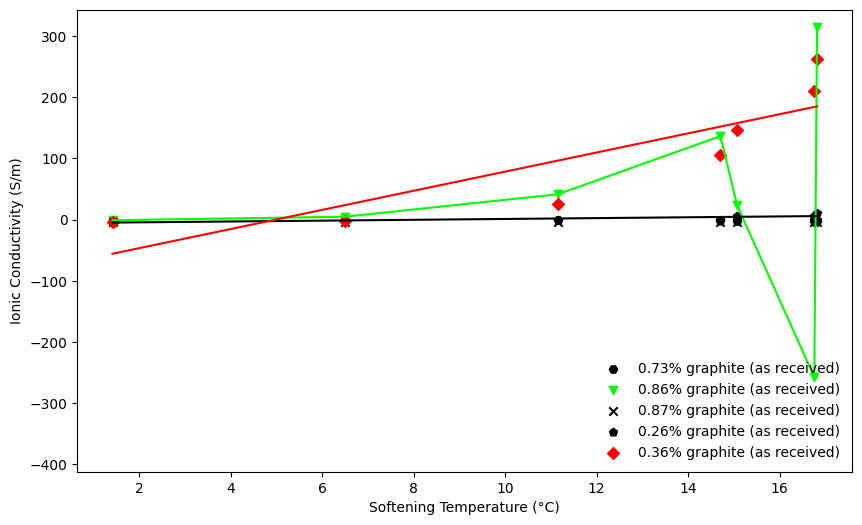 300
200
100
0
−100
−200
−300
−400
Ionic Conductivity (S/m)
0.73% graphite (as received)
0.86% graphite (as received)
0.87% graphite (as received)
0.26% graphite (as received)
0.36% graphite (as received)
2 4 6 8 10 12 14 16
Softening Temperature (°C)